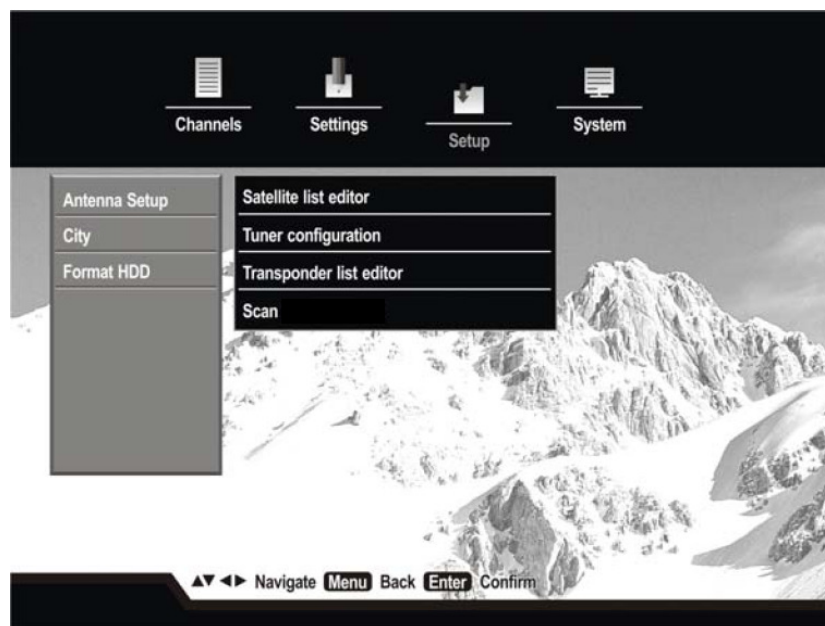 Channels
Settings
Setup
System
Antenna Setup
City
Format HDD
Satellite list editor
Tuner configuration
Transponder list editor
Scan
Navigate Menu Back Enter Confirm